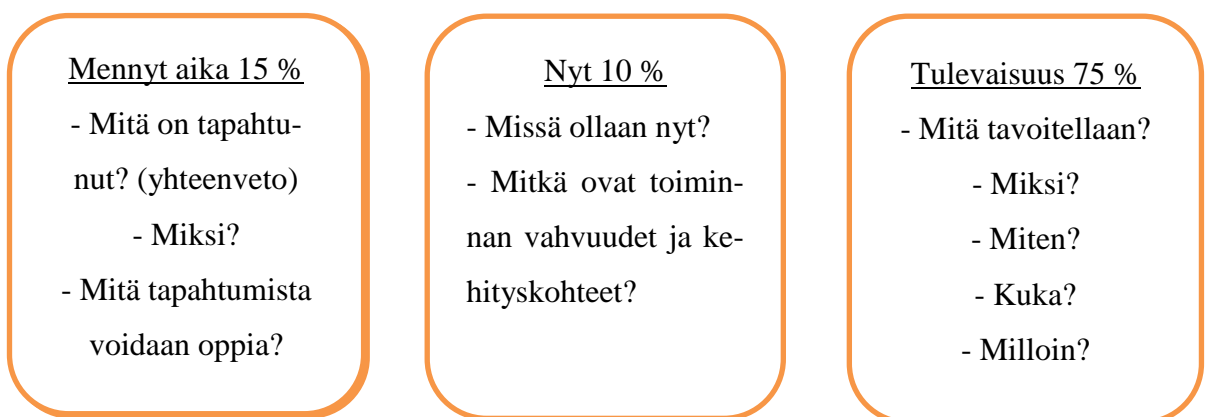 Mennyt aika 15 %
- Mitä on tapahtu-
nut? (yhteenveto)
- Miksi?
- Mitä tapahtumista
voidaan oppia?
Nyt 10 %
- Missä ollaan nyt?
- Mitkä ovat toimin-
nan vahvuudet ja ke-
hityskohteet?
Tulevaisuus 75 %
- Mitä tavoitellaan?
- Miksi?
- Miten?
- Kuka?
- Milloin?